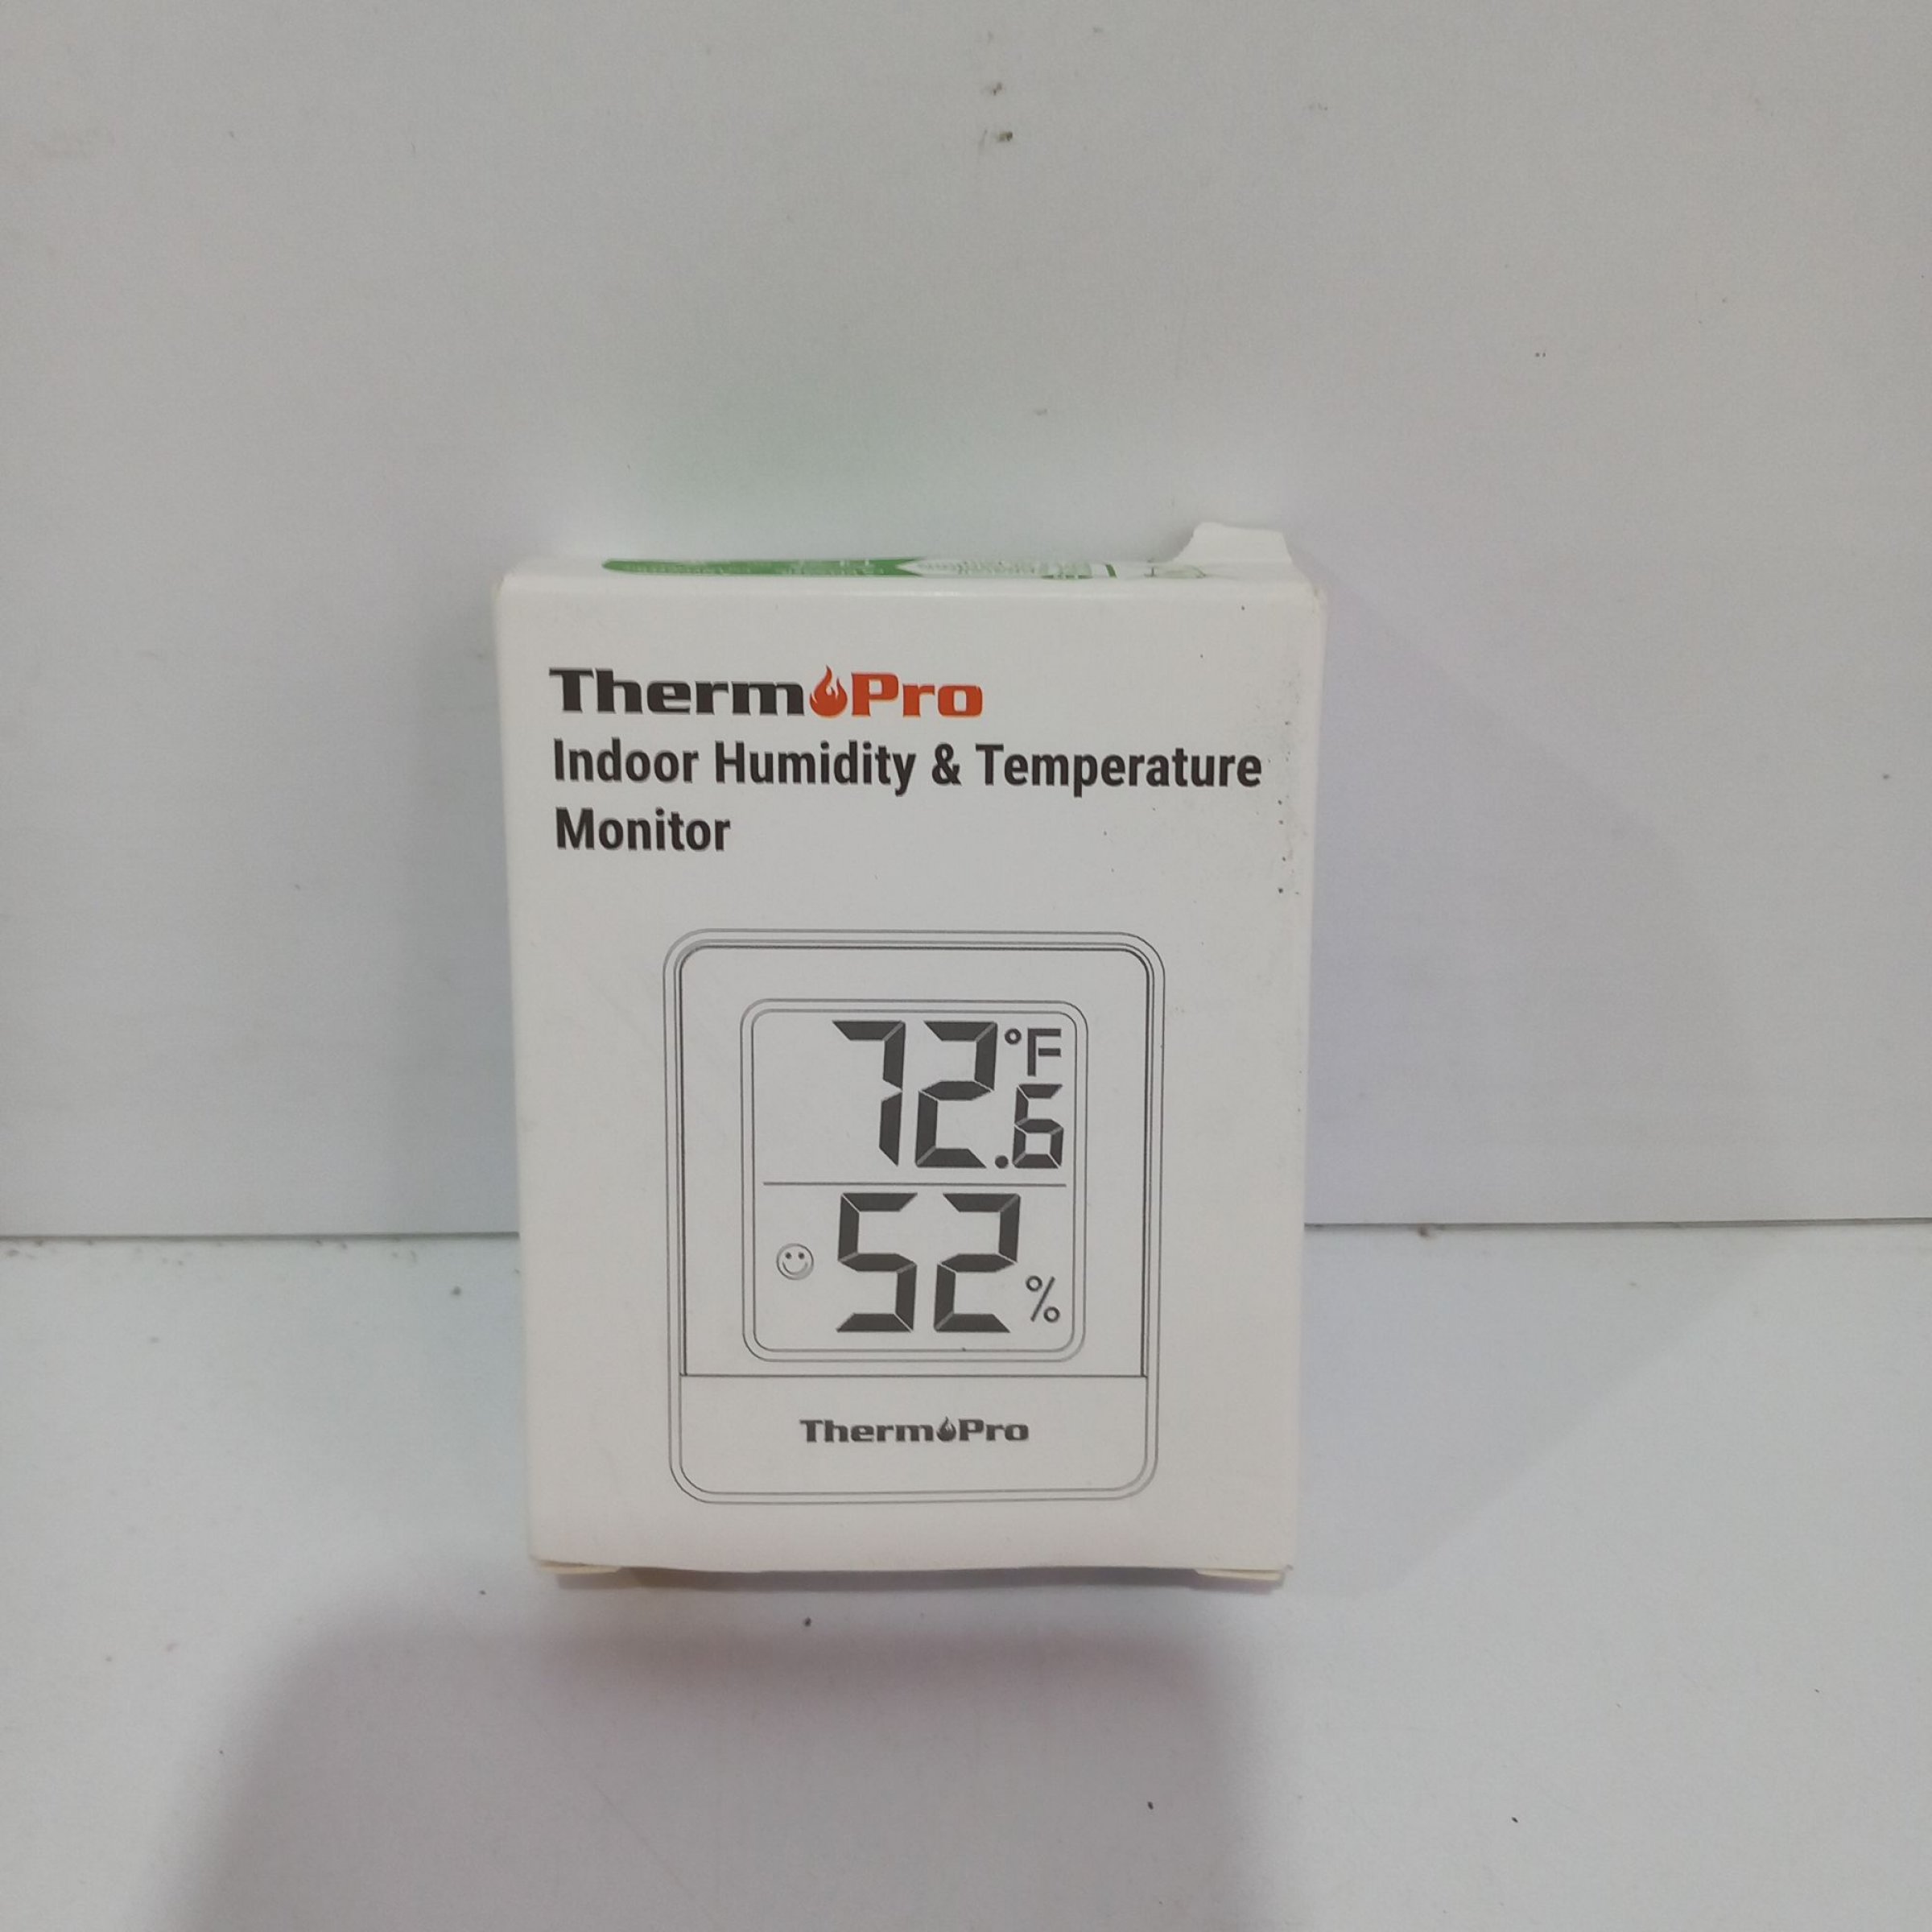 ThermoPro
Indoor Humidity & Temperature
Monitor
72.6°F
52%
ThermoPro